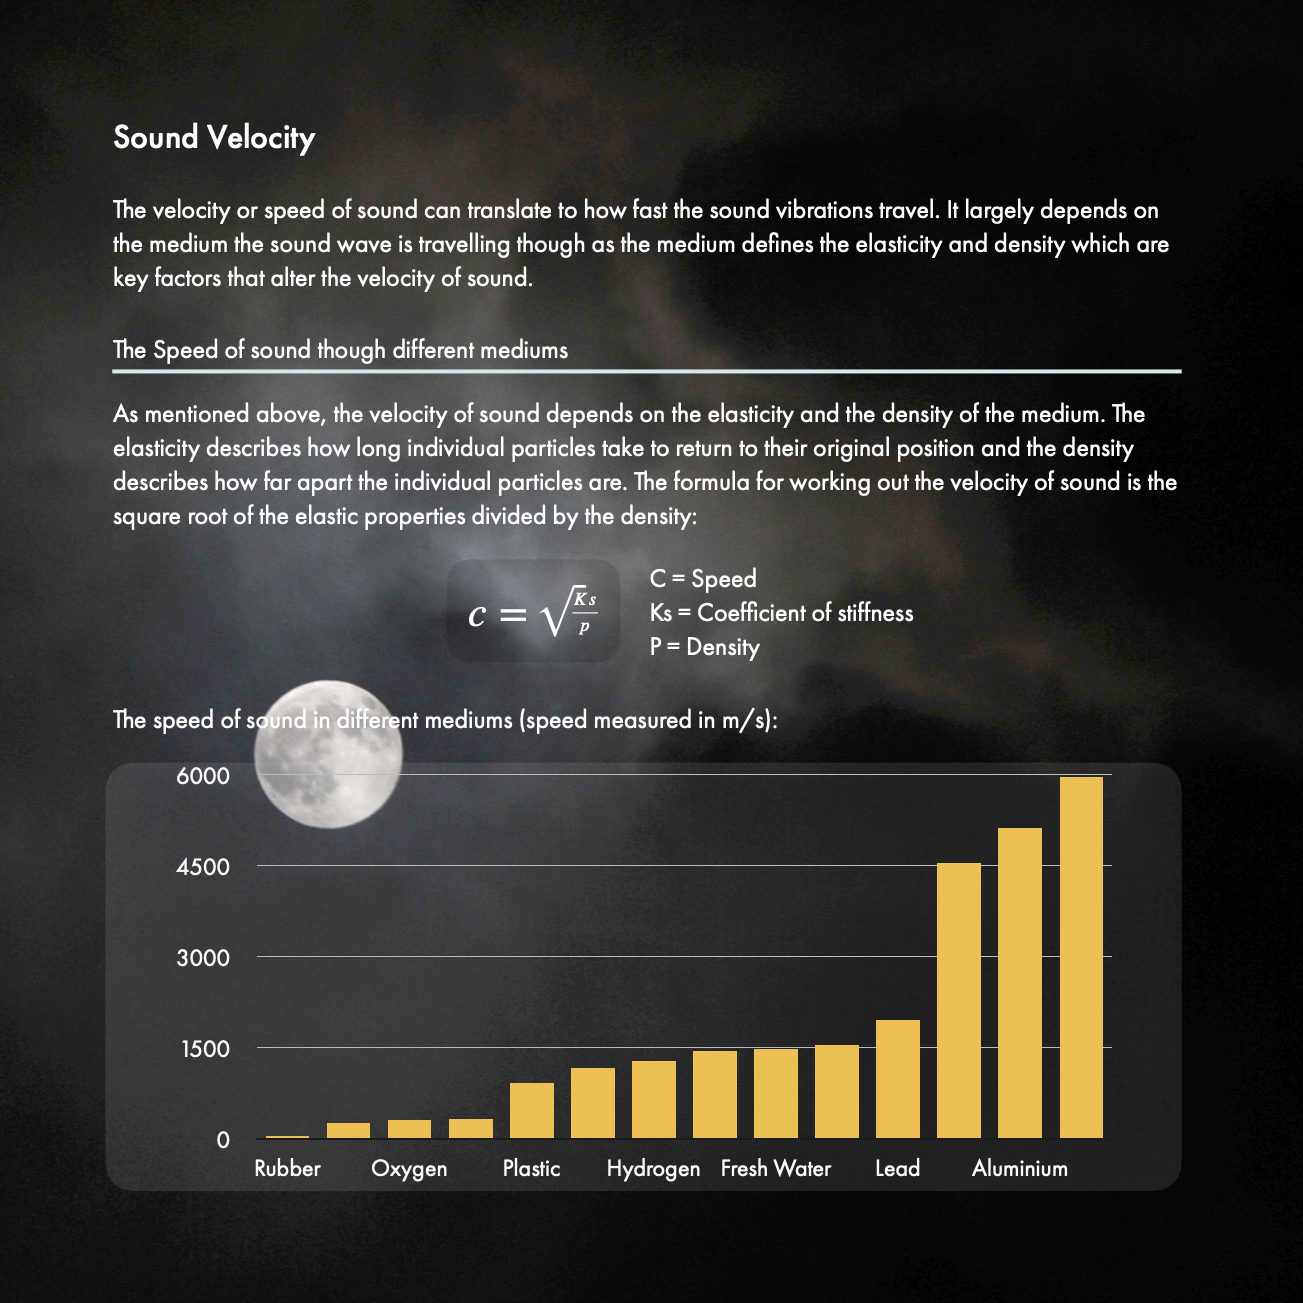 Sound Velocity
The velocity or speed of sound can translate to how fast the sound vibrations travel. It largely depends on
the medium the sound wave is travelling though as the medium defines the elasticity and density which are
key factors that alter the velocity of sound.
The Speed of sound though different mediums
As mentioned above, the velocity of sound depends on the elasticity and the density of the medium. The
elasticity describes how long individual particles take to return to their original position and the density
describes how far apart the individual particles are. The formula for working out the velocity of sound is the
square root of the elastic properties divided by the density:
c = √Ks/p
C = Speed
Ks = Coefficient of stiffness
P = Density
The speed of sound in different mediums (speed measured in m/s):
6000
4500
3000
1500
0
Rubber Oxygen Plastic Hydrogen Fresh Water Lead Aluminium